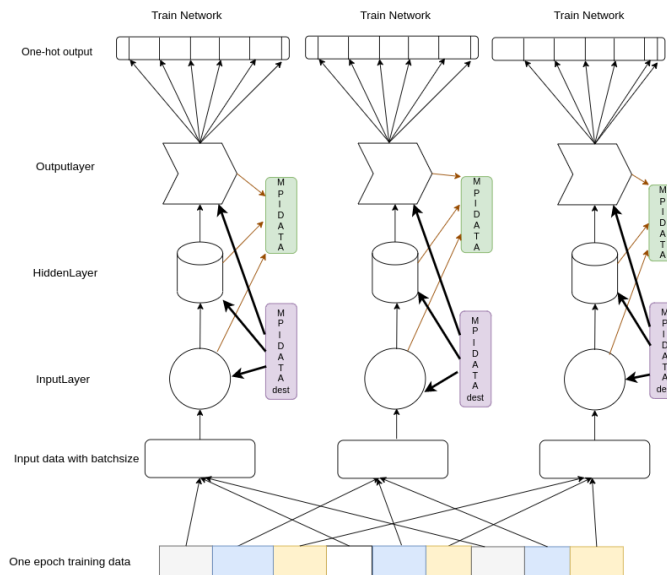 Train Network
Train Network
Train Network
One-hot output
Outputlayer
M
P
I
D
A
T
A
M
P
I
D
A
T
A
M
P
I
D
A
T
A
HiddenLayer
M
P
I
D
A
T
A
dest
M
P
I
D
A
T
A
dest
M
P
I
D
A
T
A
dest
InputLayer
Input data with batchsize
One epoch training data